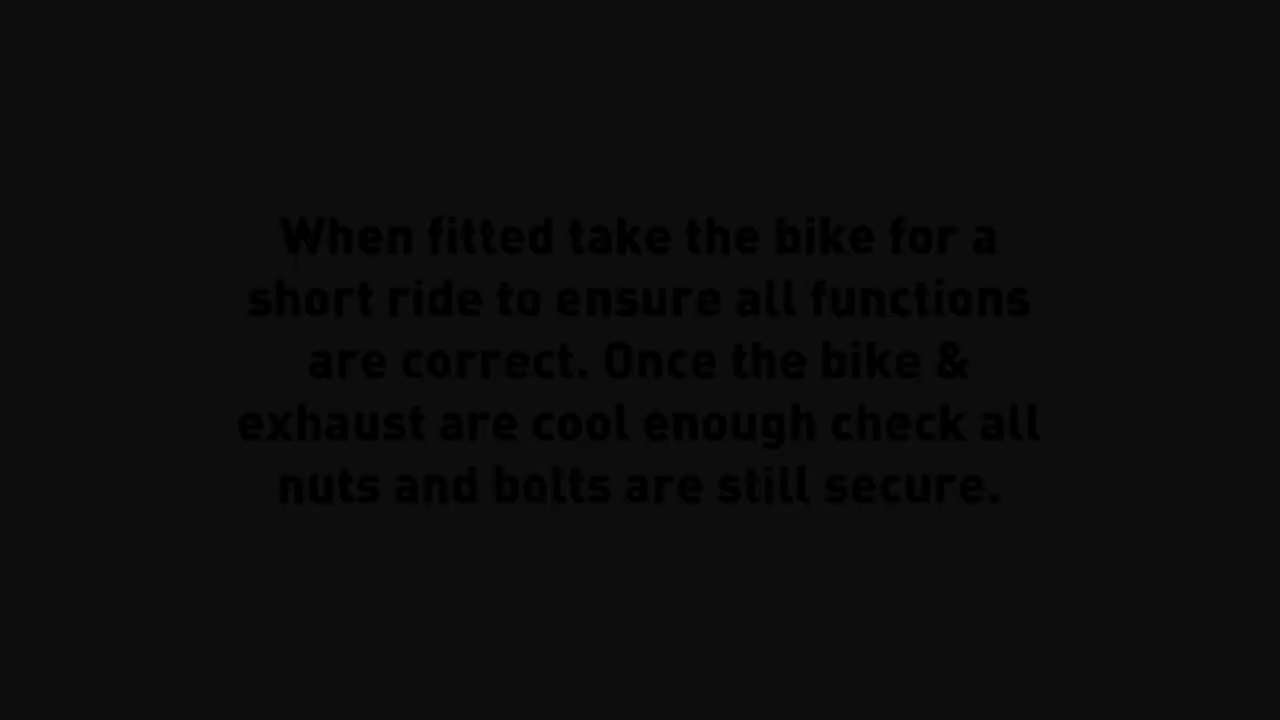 When fitted take the bike for a
short ride to ensure all functions
are correct. Once the bike &
exhaust are cool enough check all
nuts and bolts are still secure.